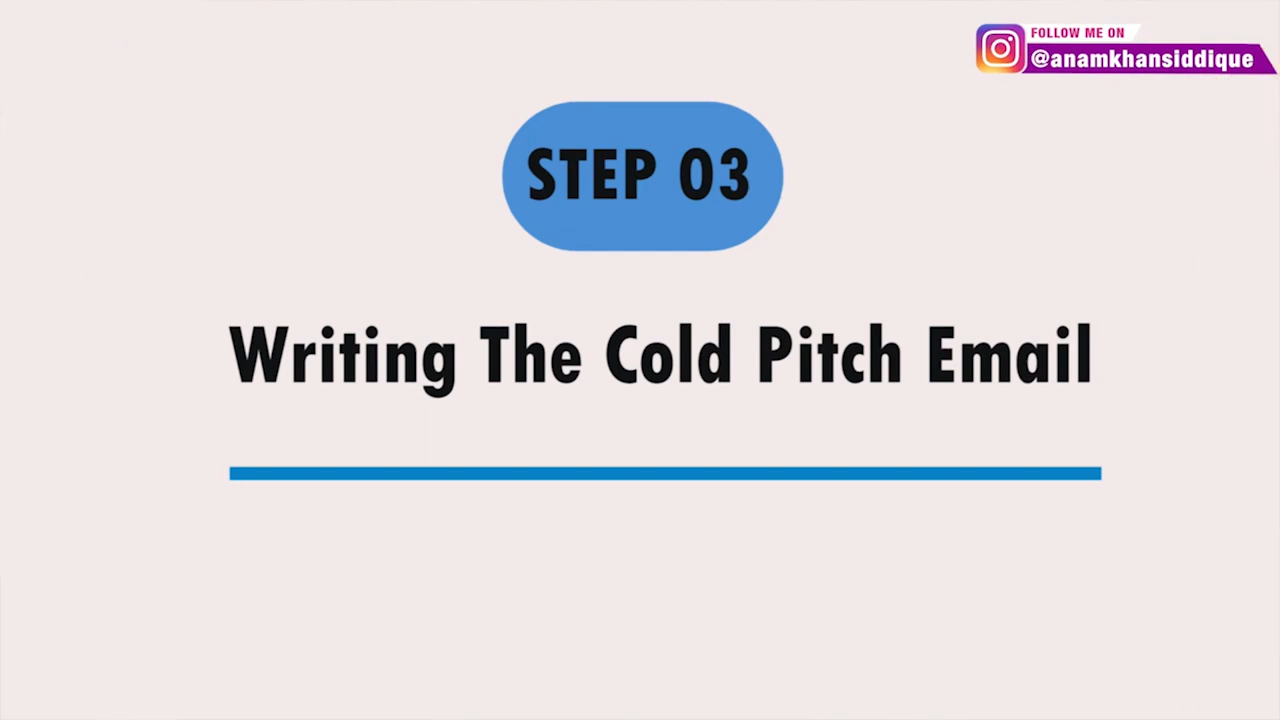 FOLLOW ME ON
@anamkhansiddique
STEP 03
Writing The Cold Pitch Email